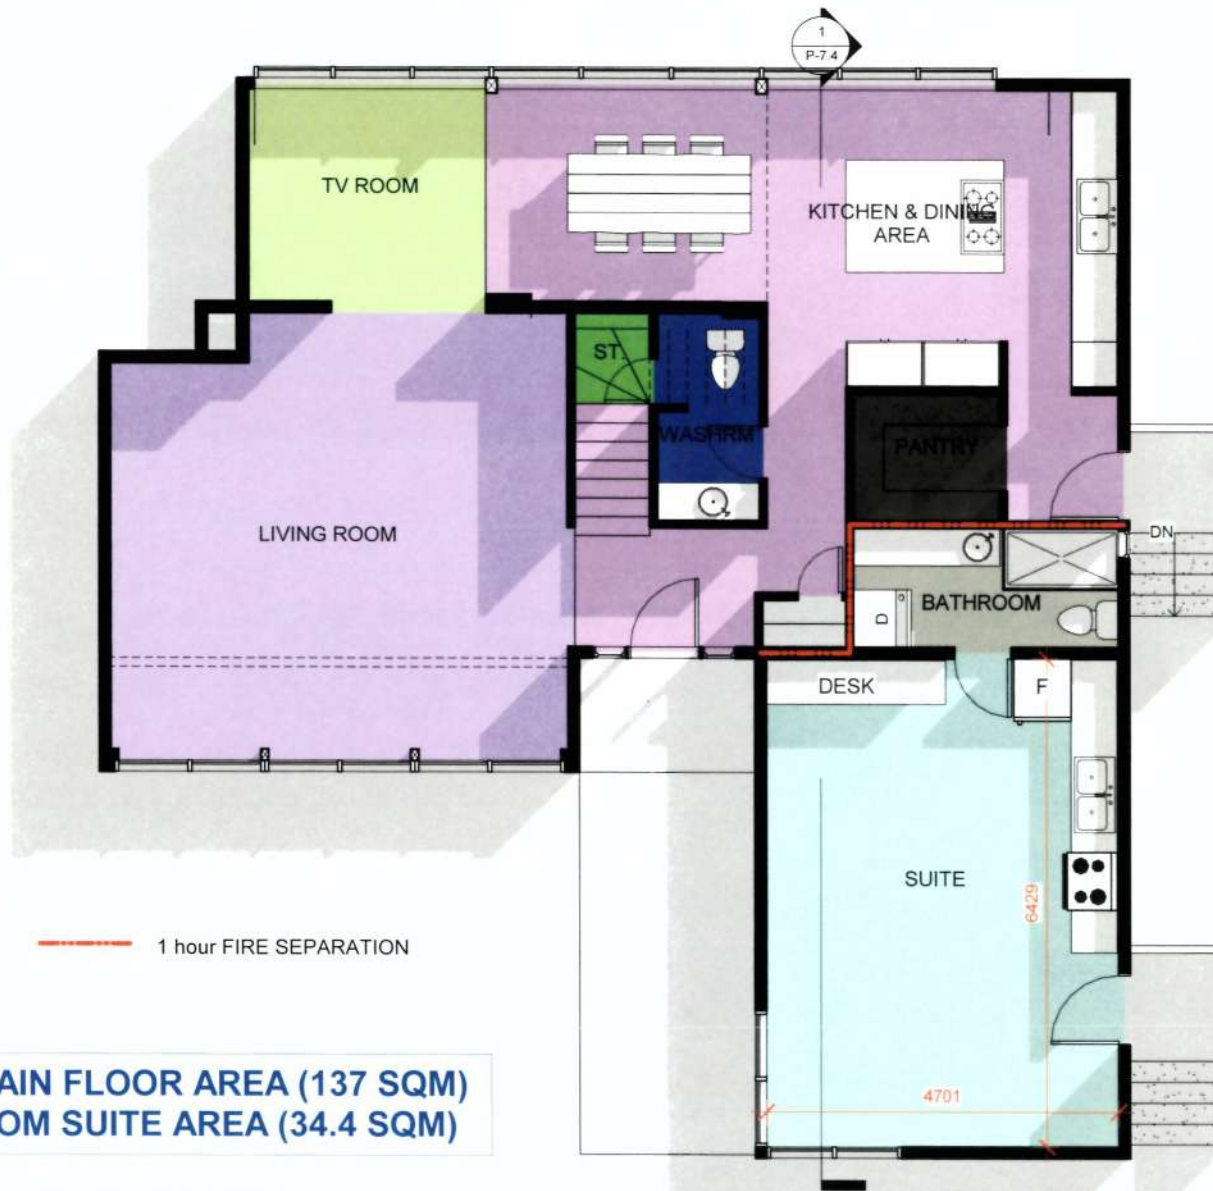 1
P-7.4
TV ROOM
KITCHEN & DINING
AREA
ST.
WASHRM
PANTRY
LIVING ROOM
DN
BATHROOM
D
DESK
F
SUITE
6429
1 hour FIRE SEPARATION
4701
AIN FLOOR AREA (137 SQM)
OM SUITE AREA (34.4 SQM)